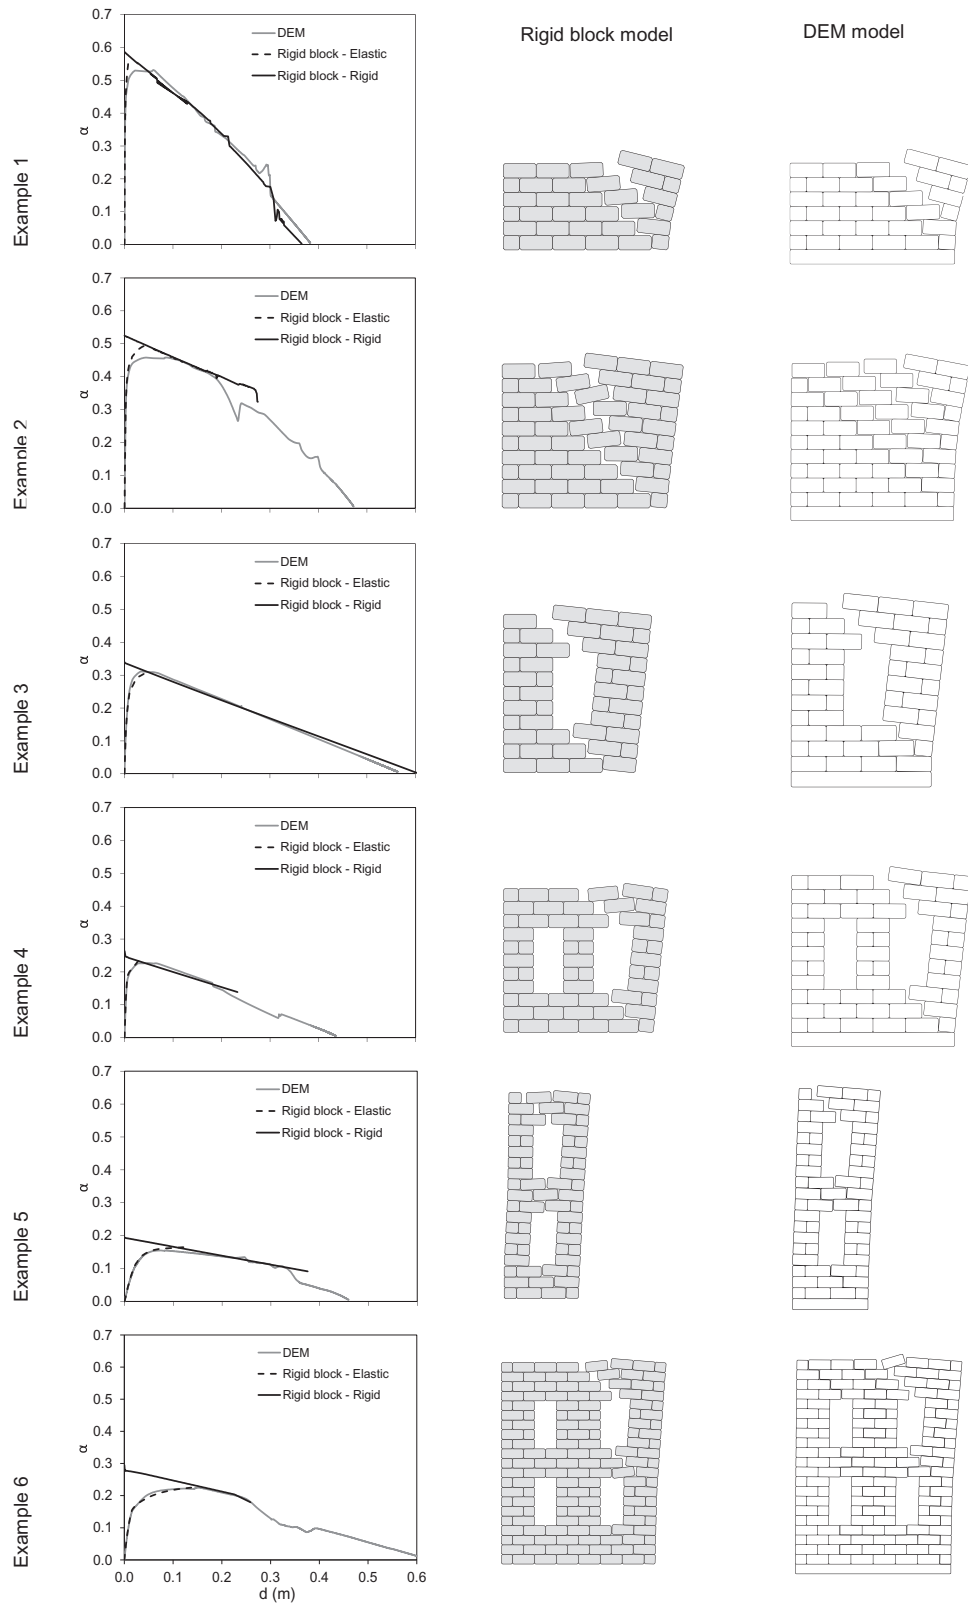 Rigid block model
DEM model
Example 1
α
0.7
0.6
0.5
0.4
0.3
0.2
0.1
0.0
DEM
Rigid block - Elastic
Rigid block - Rigid
Example 2
α
0.7
0.6
0.5
0.4
0.3
0.2
0.1
0.0
DEM
Rigid block - Elastic
Rigid block - Rigid
Example 3
α
0.7
0.6
0.5
0.4
0.3
0.2
0.1
0.0
DEM
Rigid block - Elastic
Rigid block - Rigid
Example 4
α
0.7
0.6
0.5
0.4
0.3
0.2
0.1
0.0
DEM
Rigid block - Elastic
Rigid block - Rigid
Example 5
α
0.7
0.6
0.5
0.4
0.3
0.2
0.1
0.0
DEM
Rigid block - Elastic
Rigid block - Rigid
Example 6
α
0.7
0.6
0.5
0.4
0.3
0.2
0.1
0.0
DEM
Rigid block - Elastic
Rigid block - Rigid
0.0 0.1 0.2 0.3 0.4 0.5 0.6
d (m)